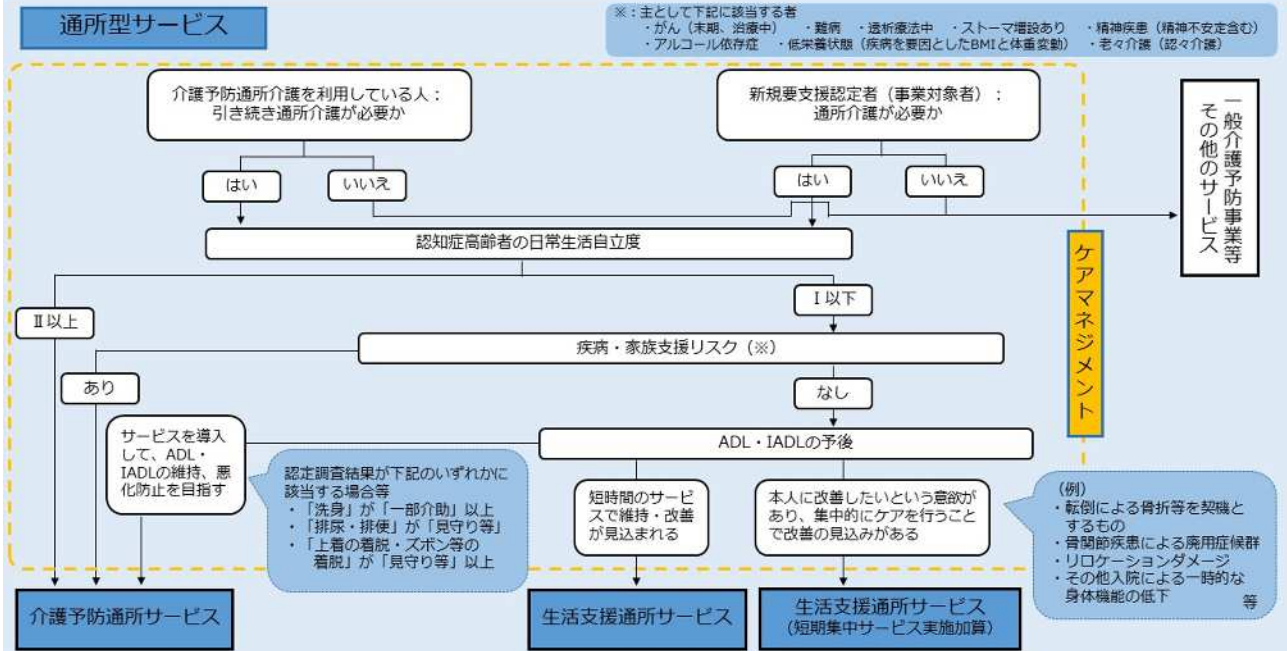 通所型サービス
※：主として下記に該当する者
・がん（末期、治療中）　・難病　・透析療法中　・ストーマ増設あり　・精神疾患（精神不安定含む）
・アルコール依存症　・低栄養状態（疾病を要因としたBMIと体重変動）　・老々介護（認々介護）
介護予防通所介護を利用している人：
引き続き通所介護が必要か
新規要支援認定者（事業対象者）：
通所介護が必要か
一般介護予防事業等
その他のサービス
はい
いいえ
はい
いいえ
認知症高齢者の日常生活自立度
ケアマネジメント
Ⅱ以上
Ⅰ以下
疾病・家族支援リスク（※）
あり
なし
ADL・IADLの予後
サービスを導入
して、ADL・
IADLの維持、悪
化防止を目指す
認定調査結果が下記のいずれかに
該当する場合等
・「洗身」が「一部介助」以上
・「排尿・排便」が「見守り等」
・「上着の着脱・ズボン等の
着脱」が「見守り等」以上
短時間のサービ
スで維持・改善
が見込まれる
本人に改善したいという意欲が
あり、集中的にケアを行うこと
で改善の見込みがある
（例）
・転倒による骨折等を契機と
するもの
・骨関節疾患による廃用症候群
・リロケーションダメージ
・その他入院による一時的な
身体機能の低下　等
介護予防通所サービス
生活支援通所サービス
生活支援通所サービス
（短期集中サービス実施加算）